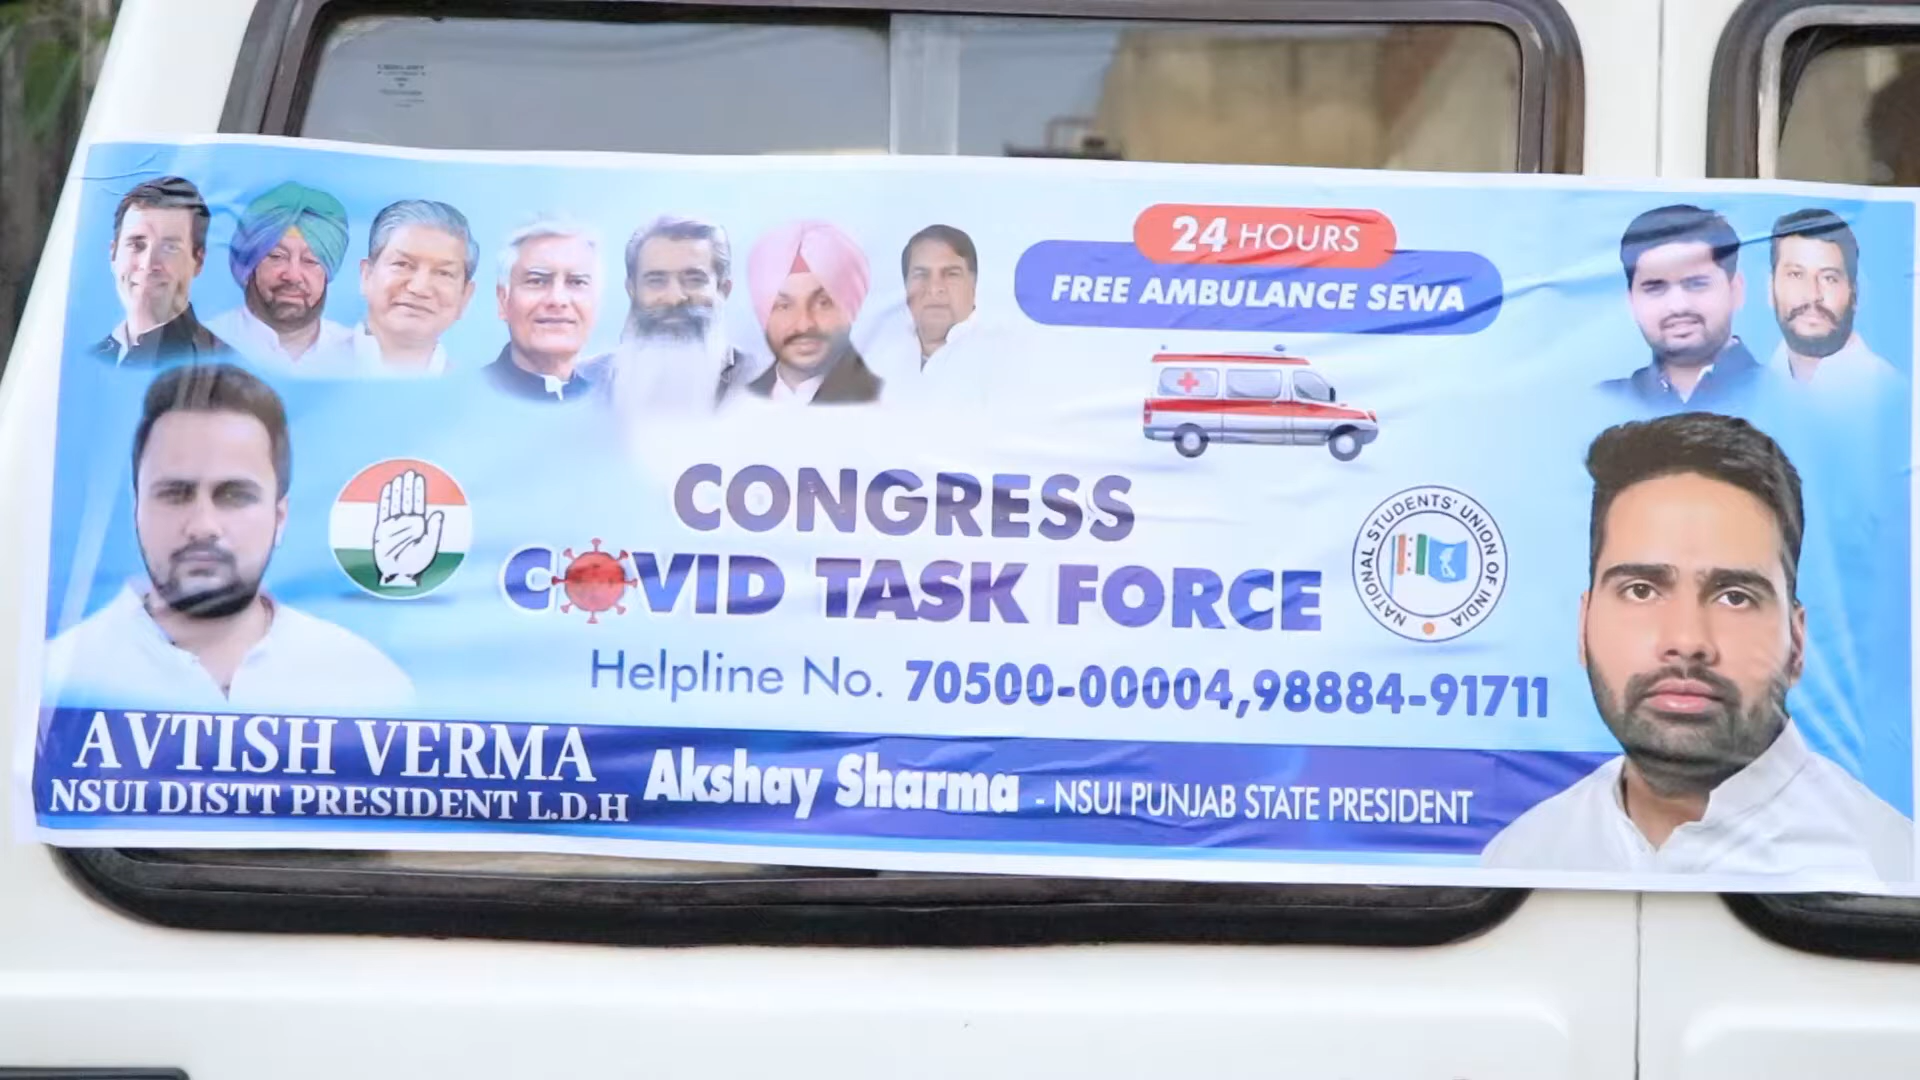 24 HOURS
FREE AMBULANCE SEWA
CONGRESS
COVID TASK FORCE
NATIONAL STUDENTS' UNION OF INDIA
Helpline No. 70500-00004,98884-91711
AVTISH VERMA
NSUI DISTT PRESIDENT L.D.H
Akshay Sharma - NSUI PUNJAB STATE PRESIDENT